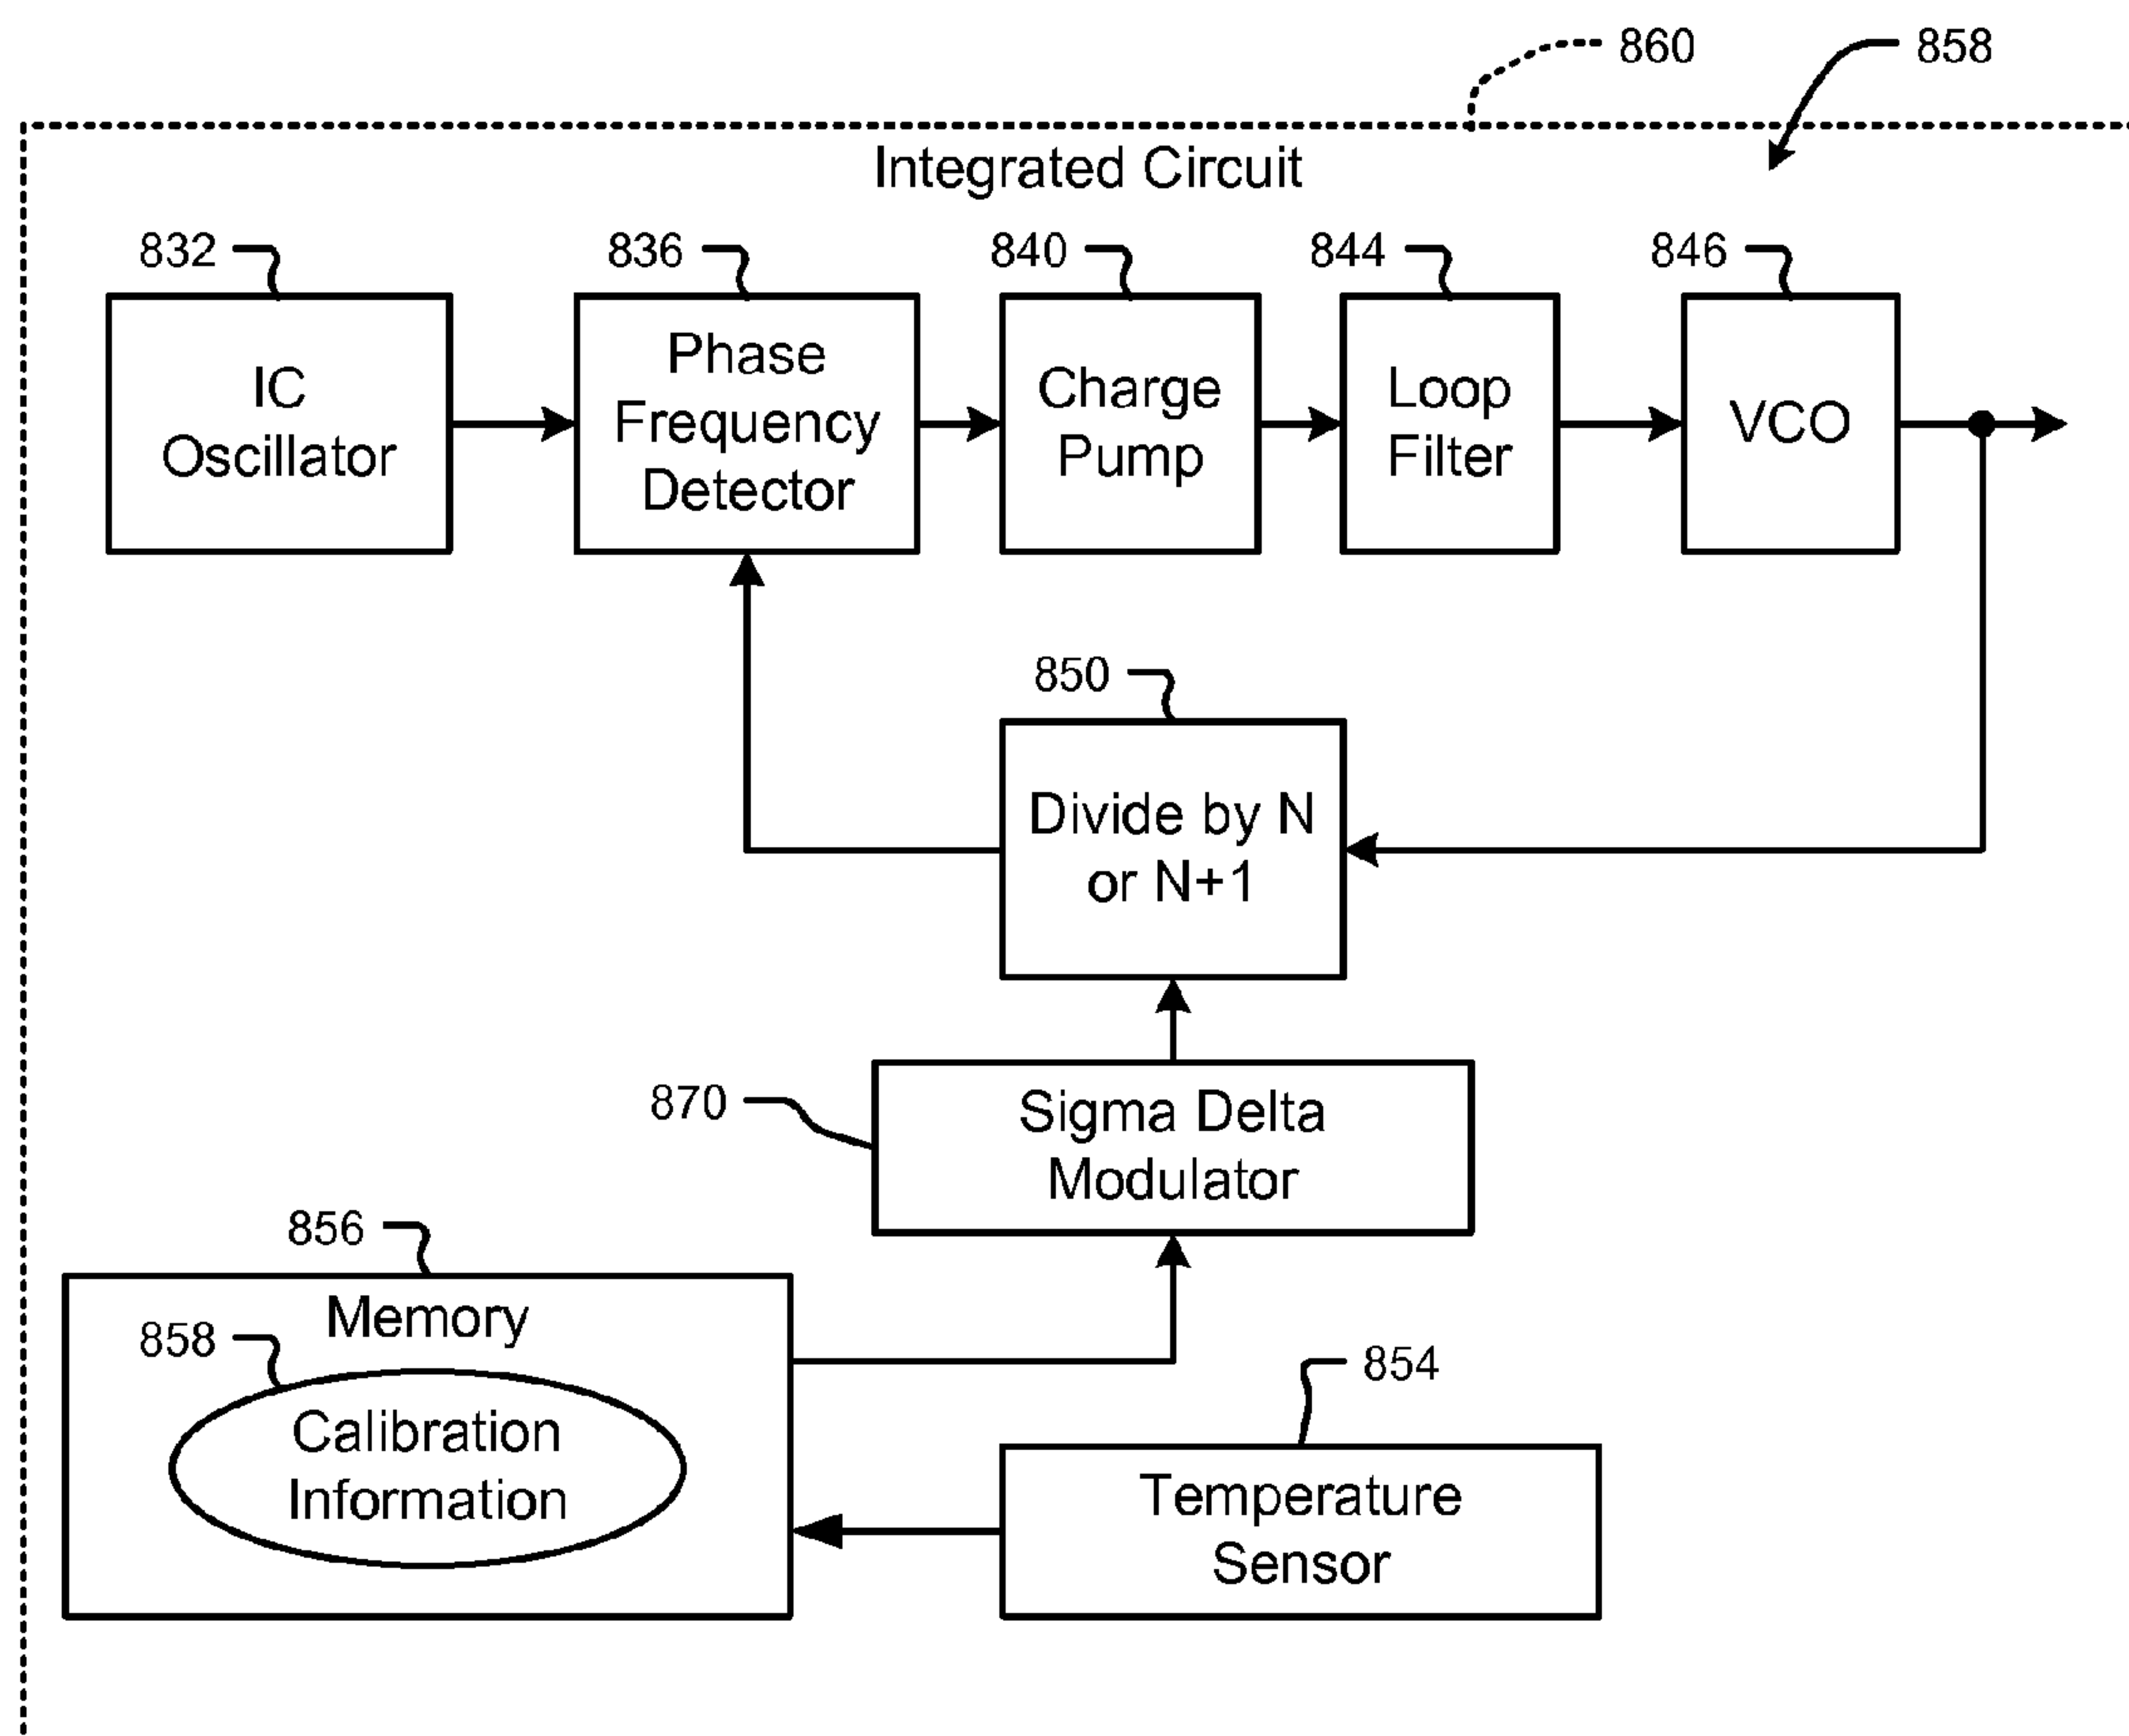 860
858
Integrated Circuit
832
836
840
844
846
IC
Oscillator
Phase
Frequency
Detector
Charge
Pump
Loop
Filter
VCO
850
Divide by N
or N+1
870
Sigma Delta
Modulator
856
Memory
858
Calibration
Information
854
Temperature
Sensor